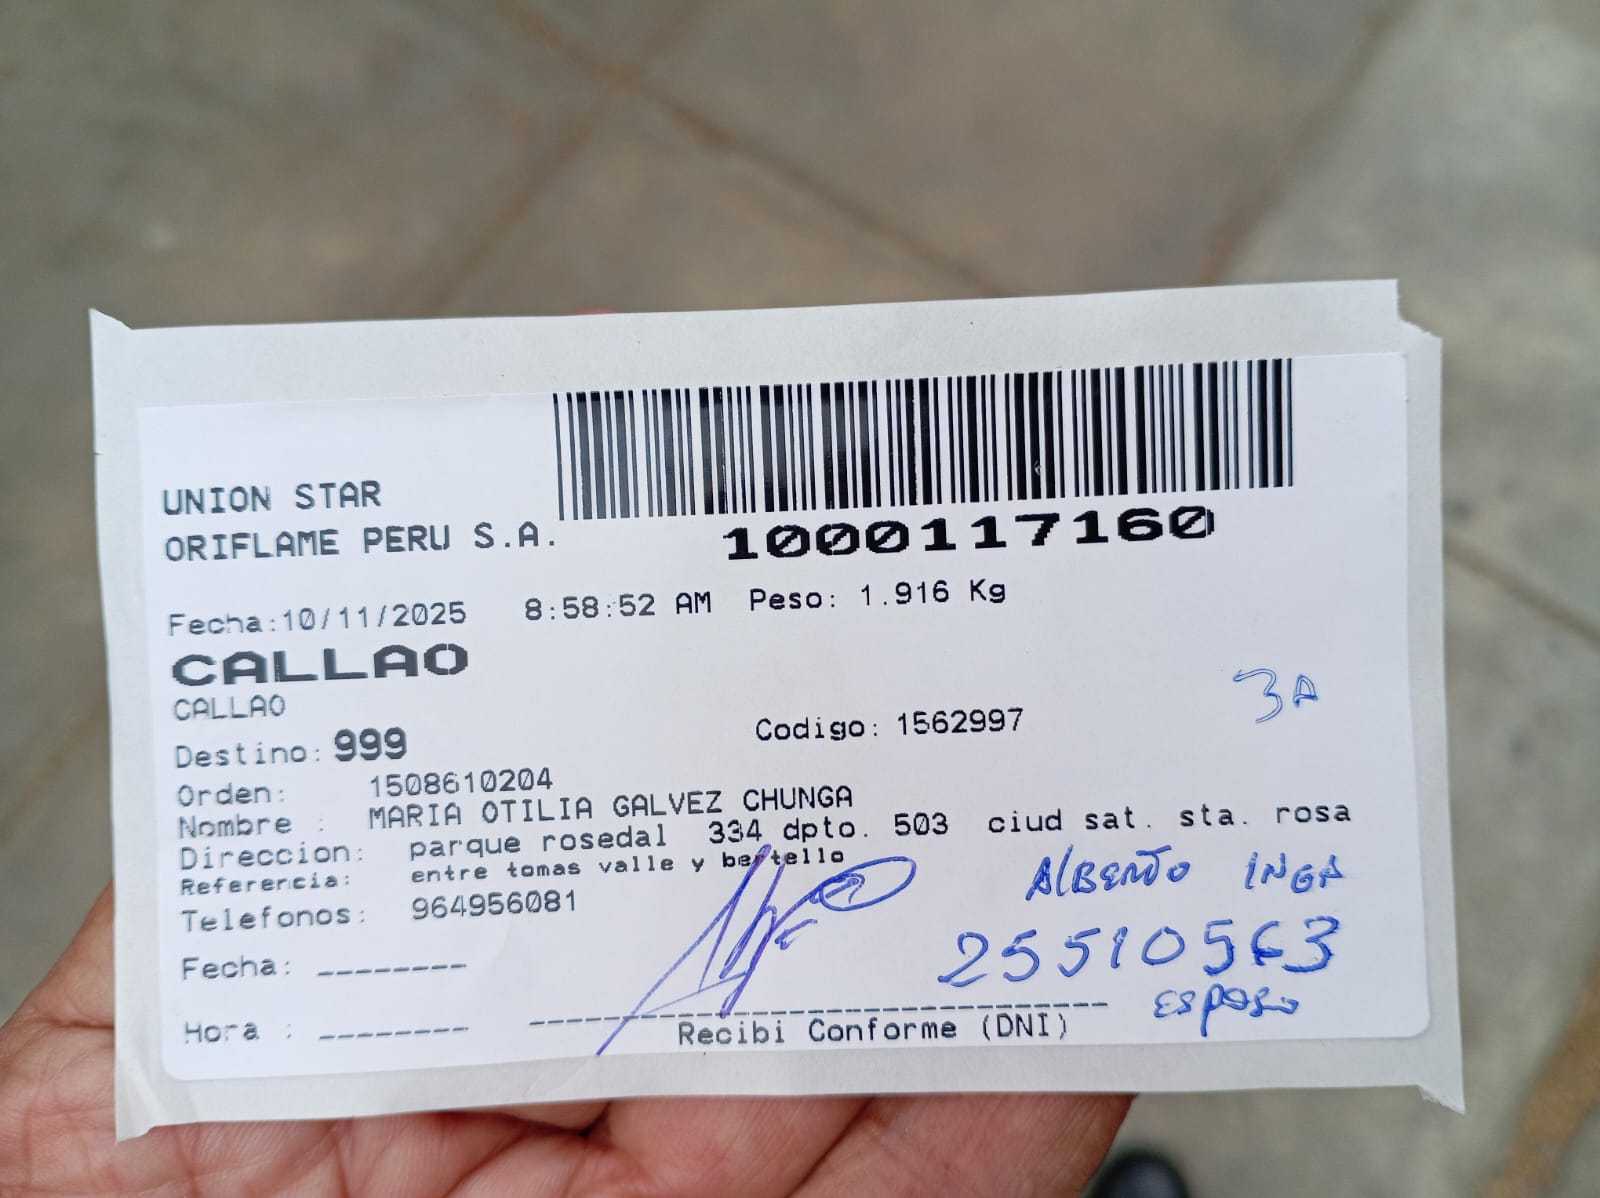 UNION STAR
ORIFLAME PERU S.A.
1000117160
Fecha:10/11/2025 8:58:52 AM Peso: 1.916 Kg
CALLAO
CALLAO
3A
Destino: 999 Codigo: 1562997
Orden: 1508610204
Nombre : MARIA OTILIA GALVEZ CHUNGA
Direccion: parque rosedal 334 dpto. 503 ciud sat. sta. rosa
Referencia: entre tomas valle y bertello
Telefonos: 964956081
AlBERTO INGA
25510563
Fecha: --------
ESPOSO
Hora : --------
Recibi Conforme (DNI)